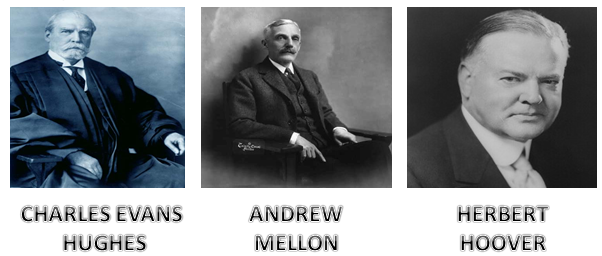 CHARLES EVANS
HUGHES
ANDREW
MELLON
HERBERT
HOOVER